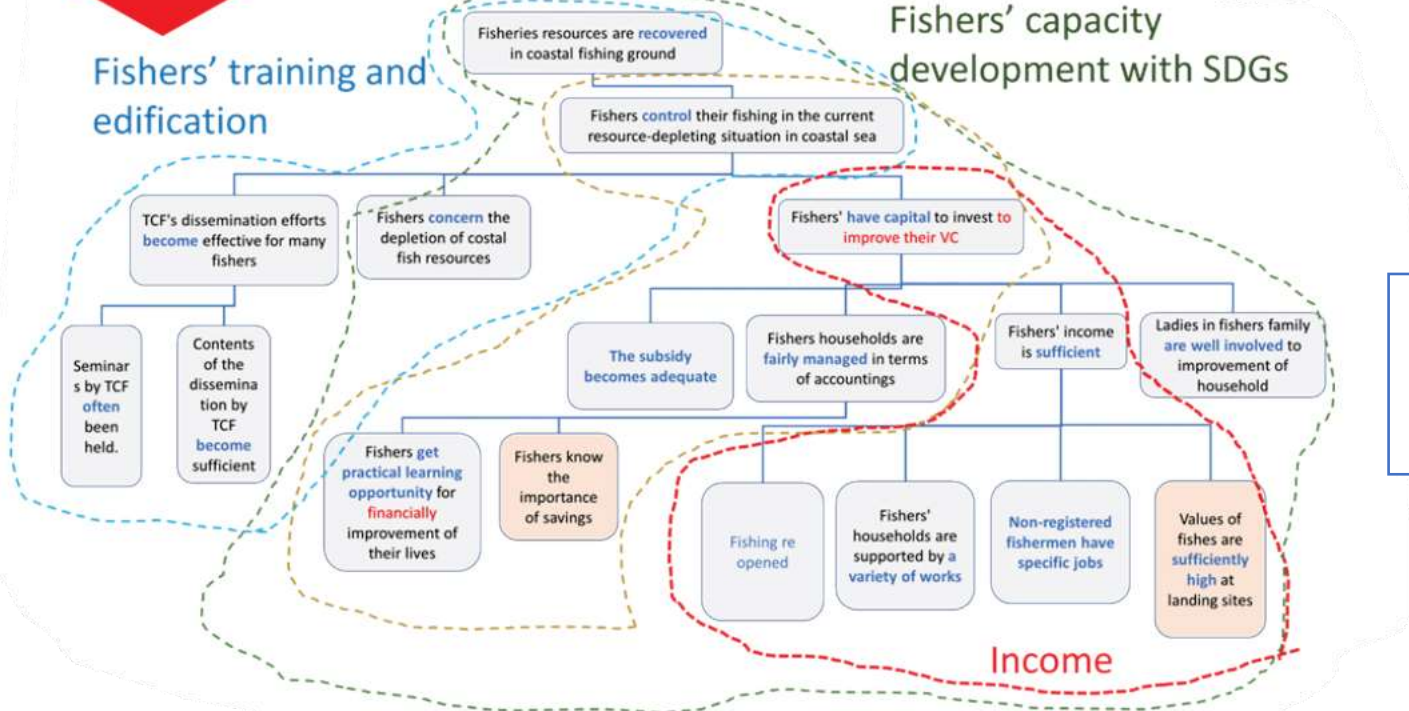 Fishers' training and
edification
Fishers' capacity
development with SDGs
Fisheries resources are recovered
in coastal fishing ground
Fishers control their fishing in the current
resource-depleting situation in coastal sea
TCF's dissemination efforts
become effective for many
fishers
Fishers concern the
depletion of costal
fish resources
Fishers' have capital to invest to
improve their VC
Seminar
s by TCF
often
been
held.
Contents
of the
dissemina
tion by
TCF
become
sufficient
The subsidy
becomes adequate
Fishers households are
fairly managed in terms
of accountings
Fishers' income
is sufficient
Ladies in fishers family
are well involved to
improvement of
household
Fishers get
practical learning
opportunity for
financially
improvement of
their lives
Fishers know
the
importance
of savings
Fishing re
opened
Fishers'
households are
supported by a
variety of works
Non-registered
fishermen have
specific jobs
Values of
fishes are
sufficiently
high at
landing sites
Income